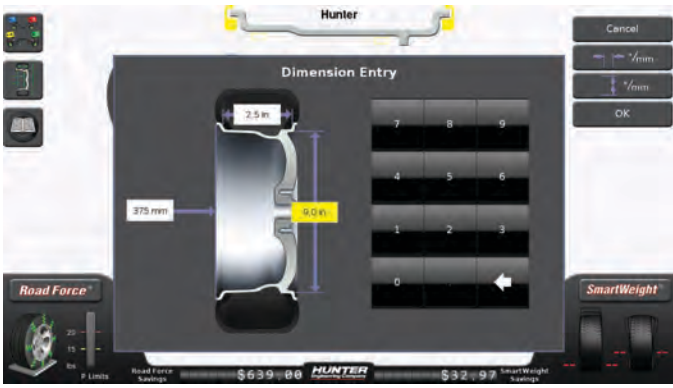 Hunter
Cancel
"/mm
"/mm
OK
Dimension Entry
2.5 in
375 mm
9.0 in
7 8 9
4 5 6
1 2 3
0 .
Road Force®
20
15
lbs
P Limits
SmartWeight®
Road Force
Savings
$639.00
HUNTER
Engineering Company
$32.97
SmartWeight
Savings